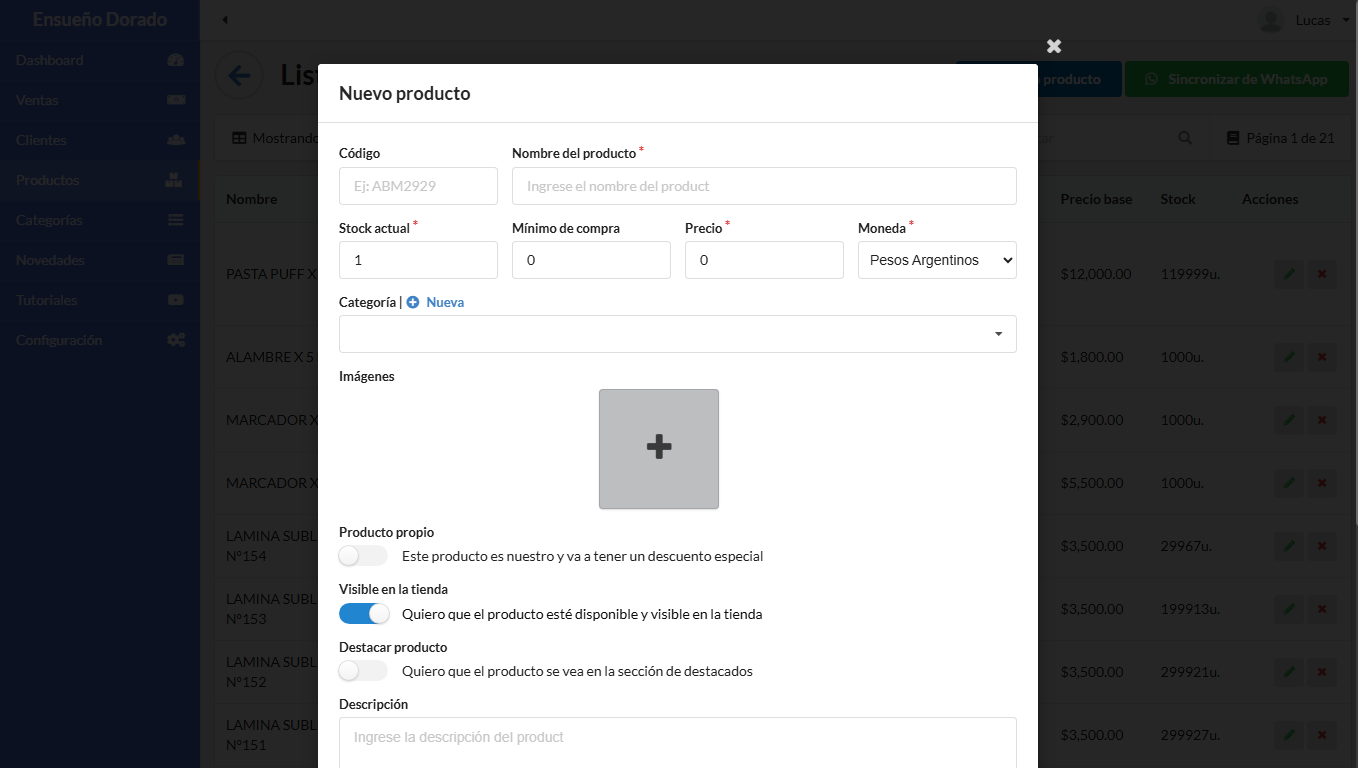 Ensueño Dorado
Lucas
Dashboard
Ventas
Clientes
Productos
Categorías
Novedades
Tutoriales
Configuración
producto
Sincronizar de WhatsApp
Mostrando
Página 1 de 21
Nombre
Precio base
Stock
Acciones
PASTA PUFF X
$12,000.00
119999u.
ALAMBRE X 5
$1,800.00
1000u.
MARCADOR X
$2,900.00
1000u.
MARCADOR X
$5,500.00
1000u.
LAMINA SUBL
N°154
$3,500.00
29967u.
LAMINA SUBL
N°153
$3,500.00
199913u.
LAMINA SUBL
N°152
$3,500.00
299921u.
LAMINA SUBL
N°151
$3,500.00
299927u.
Nuevo producto
Código
Nombre del producto *
Ej: ABM2929
Ingrese el nombre del product
Stock actual *
Mínimo de compra
Precio *
Moneda *
1
0
0
Pesos Argentinos
Categoría | Nueva
Imágenes
Producto propio
Este producto es nuestro y va a tener un descuento especial
Visible en la tienda
Quiero que el producto esté disponible y visible en la tienda
Destacar producto
Quiero que el producto se vea en la sección de destacados
Descripción
Ingrese la descripción del product